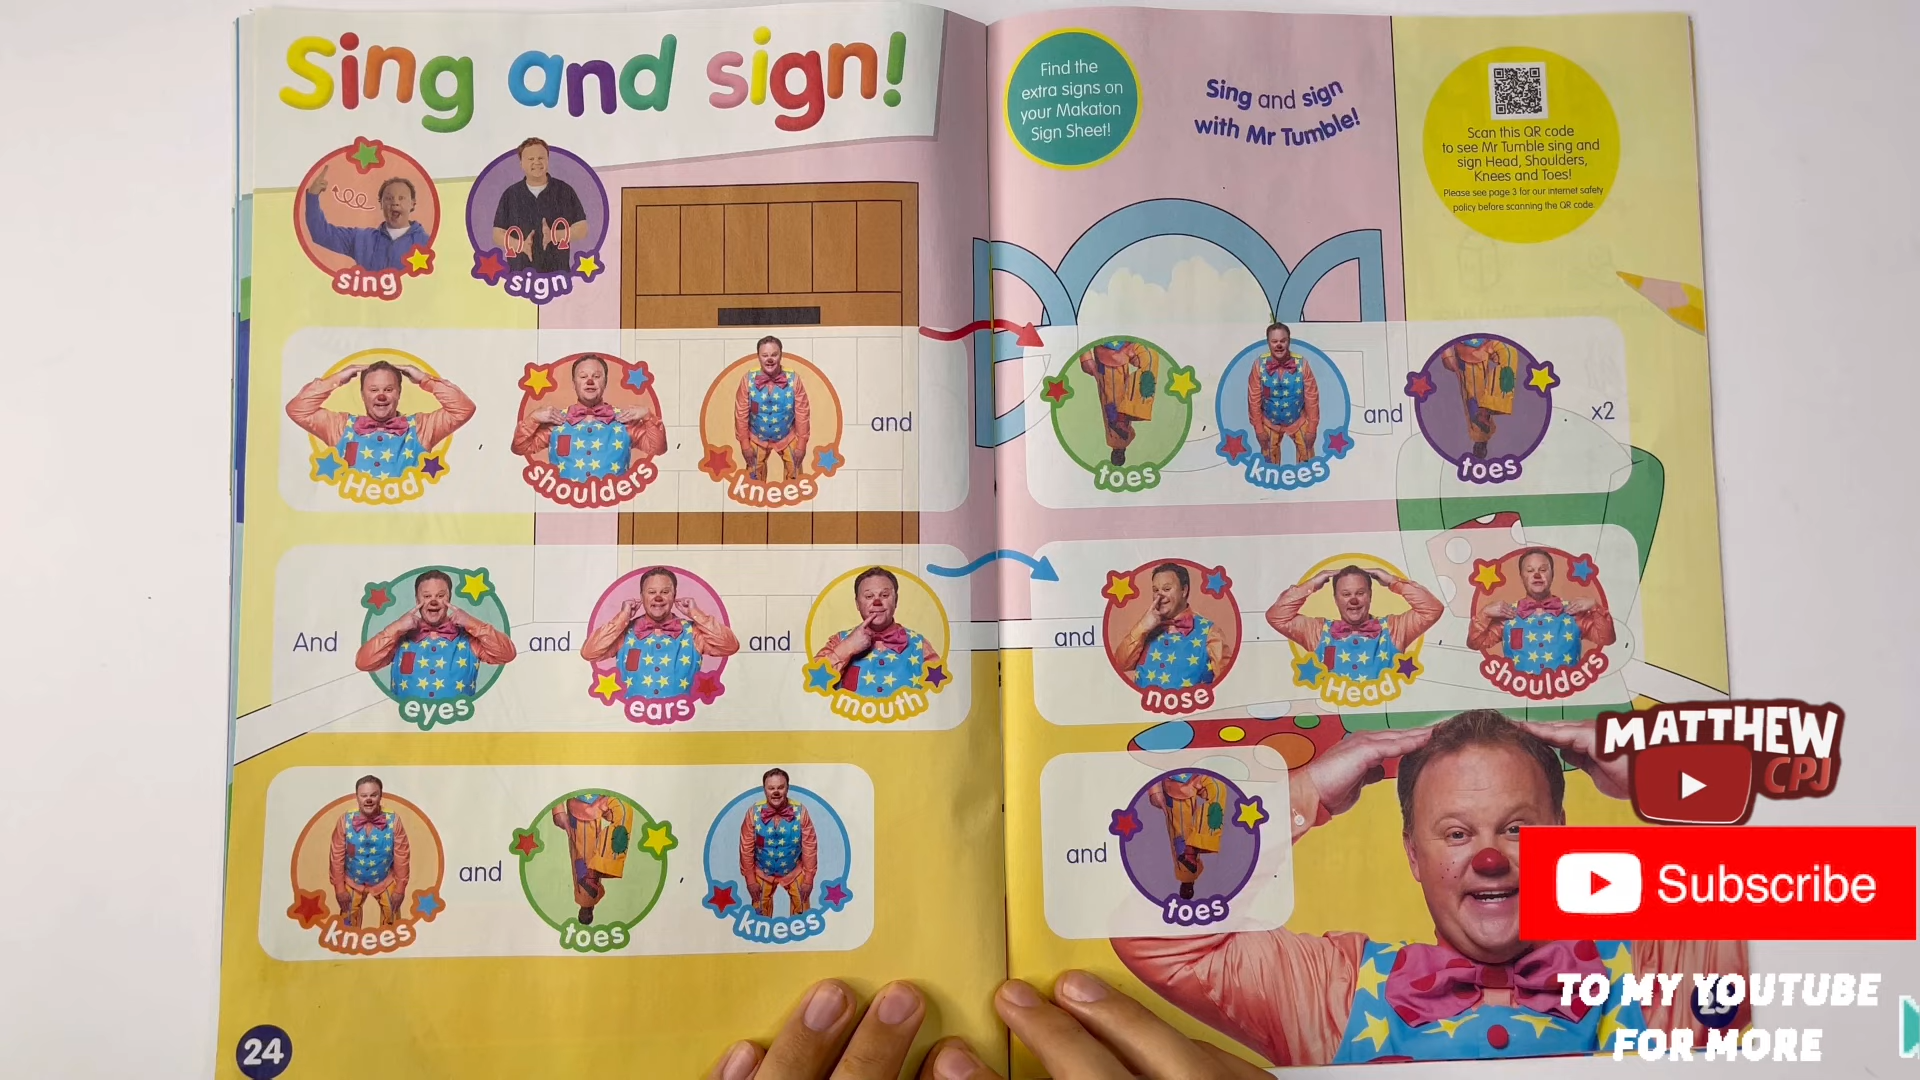 Sing and sign!
sing
sign
Find the
extra signs on
your Makaton
Sign Sheet!
Sing and sign
with Mr Tumble!
Scan this QR code
to see Mr Tumble sing and
sign Head, Shoulders,
Knees and Toes!
Please see page 3 for our internet safety
policy before scanning the QR code.
Head, shoulders, knees and toes, knees and toes. x2
And eyes and ears and mouth and nose. Head, shoulders,
knees and toes, knees and toes.
24
25
MATTHEW
CPJ
Subscribe
TO MY YOUTUBE
FOR MORE